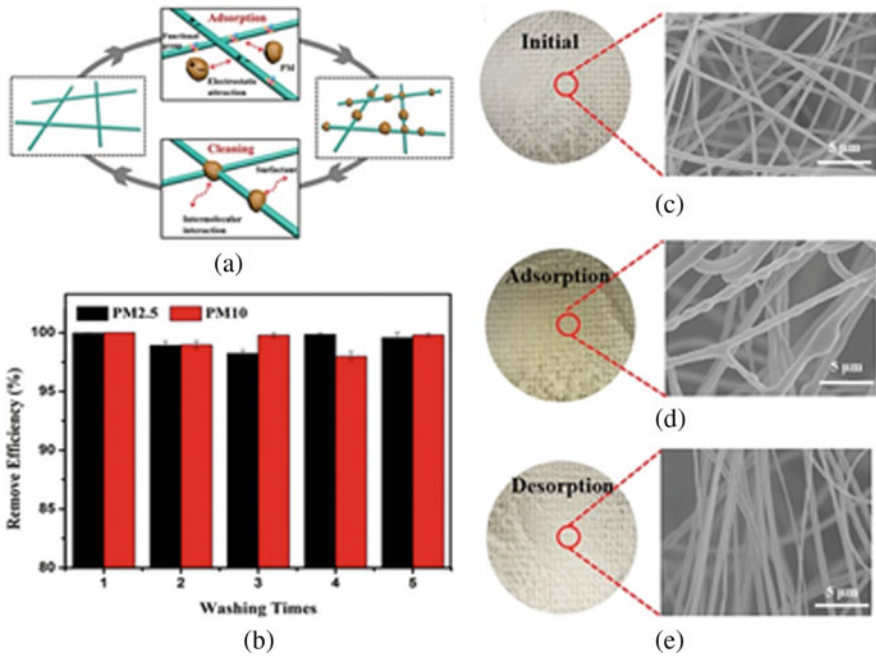 Adsorption
Functional
group
PM
Electrostatic
attraction
Cleaning
Surfactant
Intermolecular
interaction
(a)
PM2.5 PM10
Remove Efficiency (%)
100
95
90
85
80
1 2 3 4 5
Washing Times
(b)
Initial
5 μm
(c)
Adsorption
5 μm
(d)
Desorption
5 μm
(e)